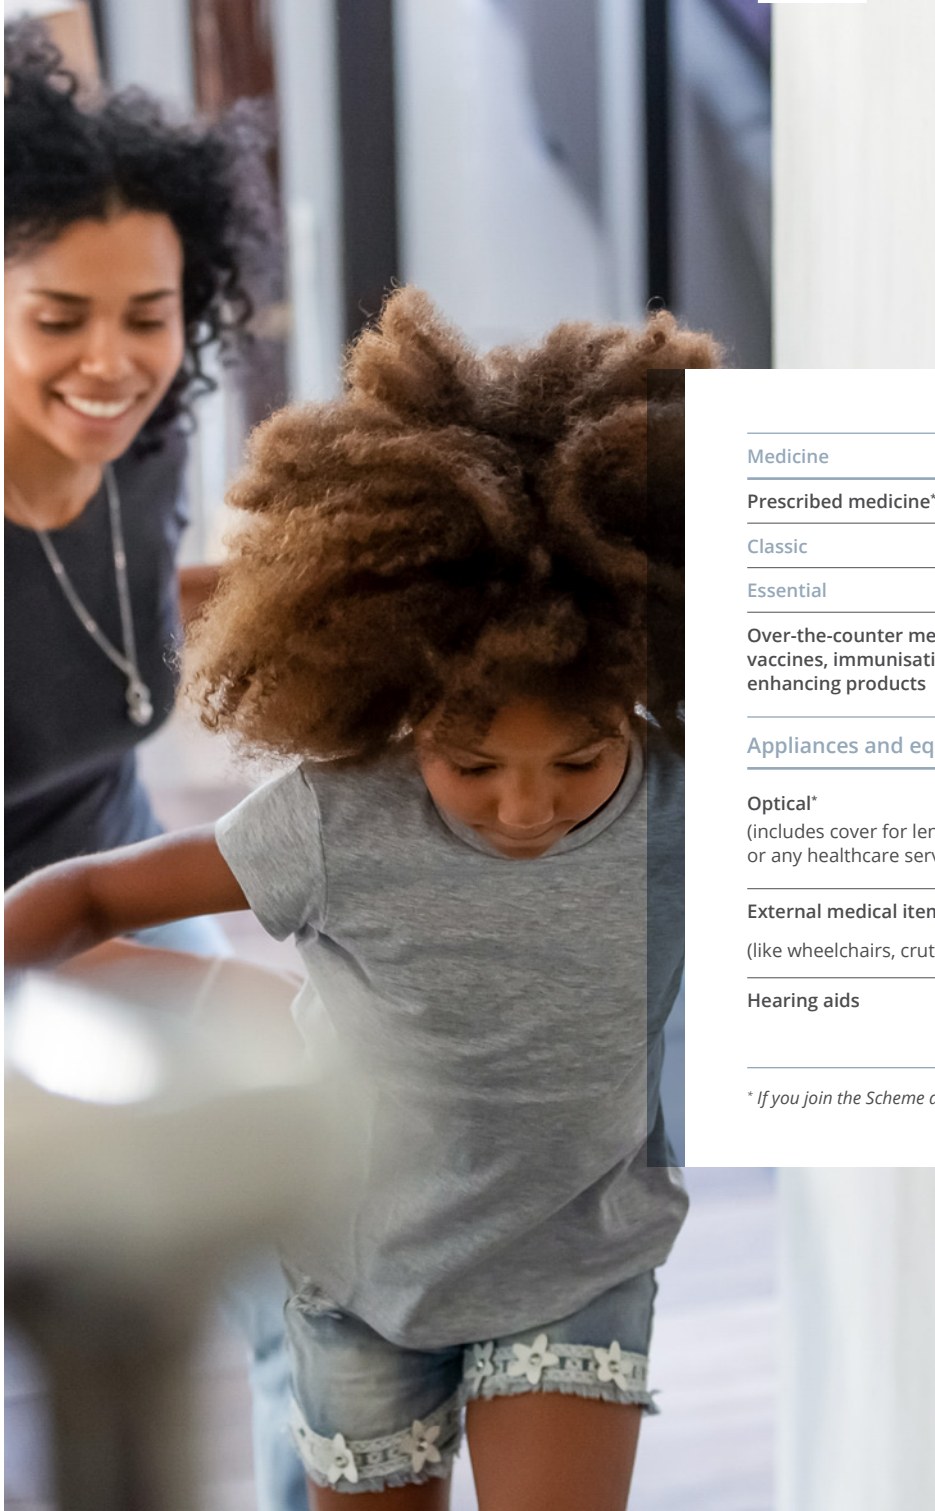 Medicine
Prescribed medicine*
Classic
Essential
Over-the-counter me
vaccines, immunisati
enhancing products
Appliances and eq
Optical*
(includes cover for len
or any healthcare serv
External medical item
(like wheelchairs, crut
Hearing aids
* If you join the Scheme a